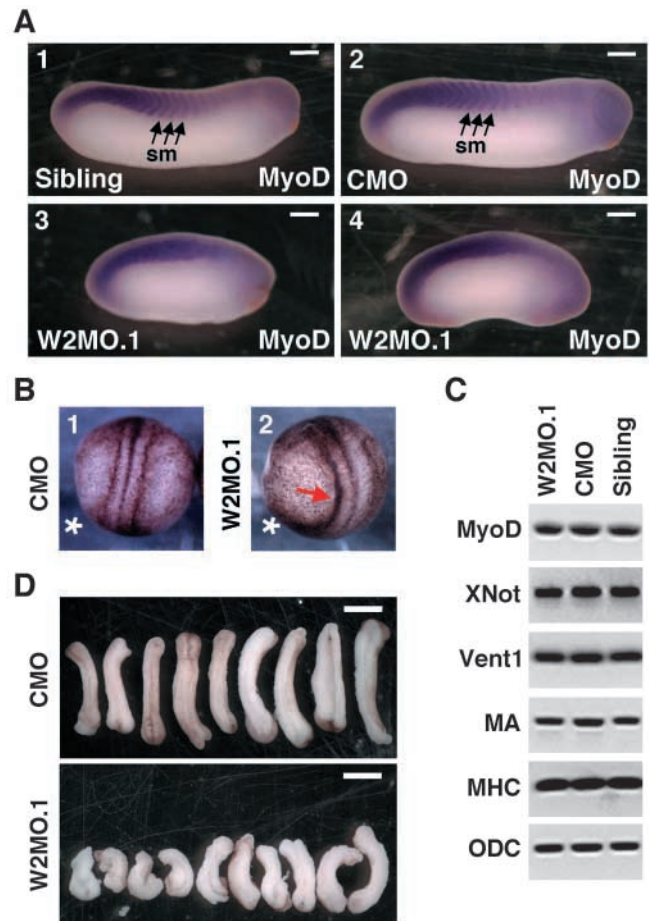 A
1
sm
Sibling MyoD
2
sm
CMO MyoD
3
W2MO.1 MyoD
4
W2MO.1 MyoD
B
CMO
1
*
W2MO.1
2
*
C
W2MO.1
CMO
Sibling
MyoD
XNot
Vent1
MA
MHC
ODC
D
CMO
W2MO.1